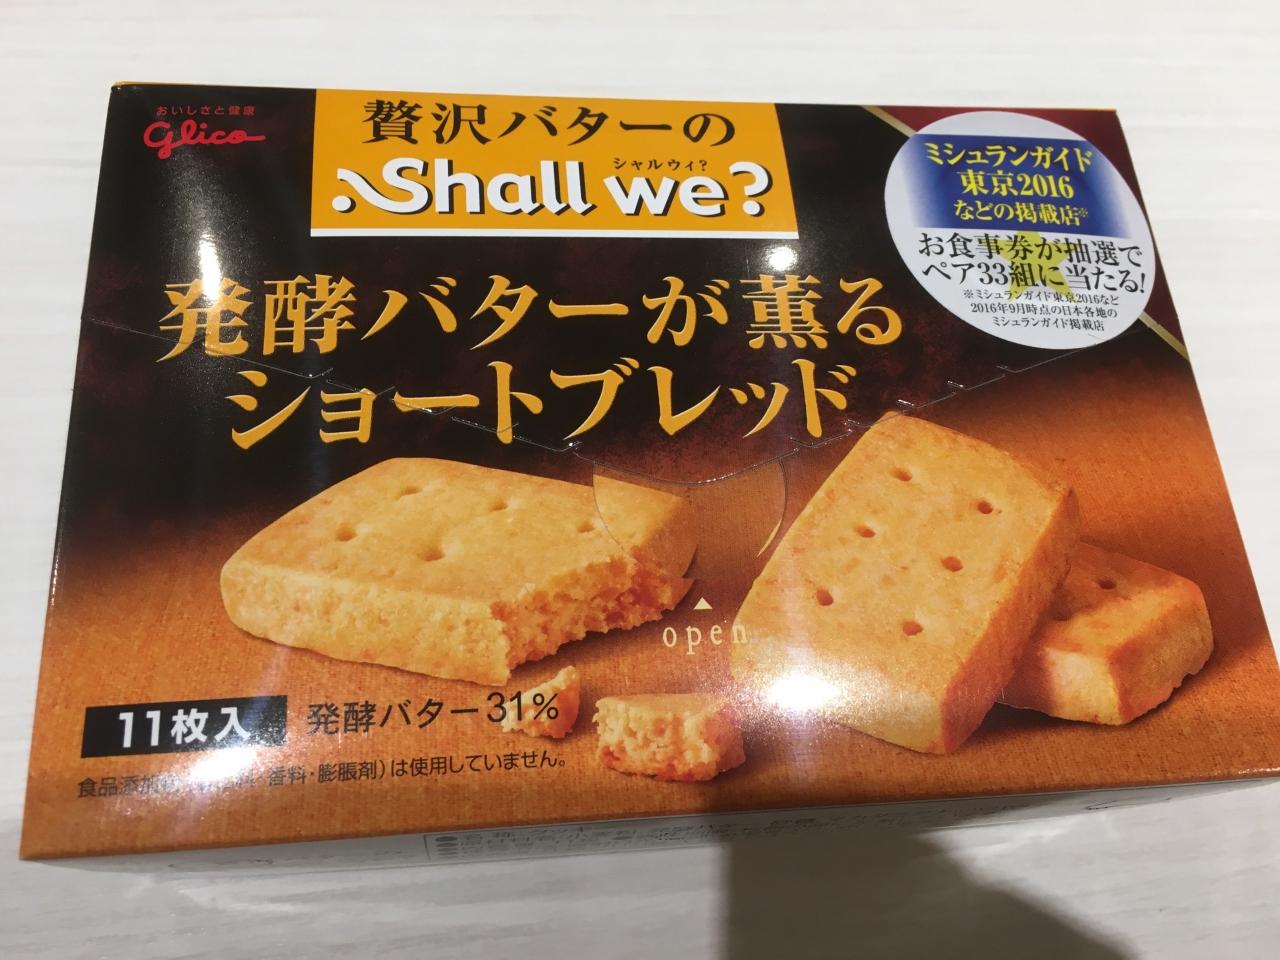 おいしさと健康
glico
贅沢バターの
シャルウィ?
Shall we?
ミシュランガイド
東京2016
などの掲載店※
お食事券が抽選で
ペア33組に当たる!
※ミシュランガイド東京2016など
2016年9月時点の日本各地の
ミシュランガイド掲載店
発酵バターが薫る
ショートブレッド
open
11枚入
発酵バター31%
食品添加物 香料・膨脹剤)は使用していません。